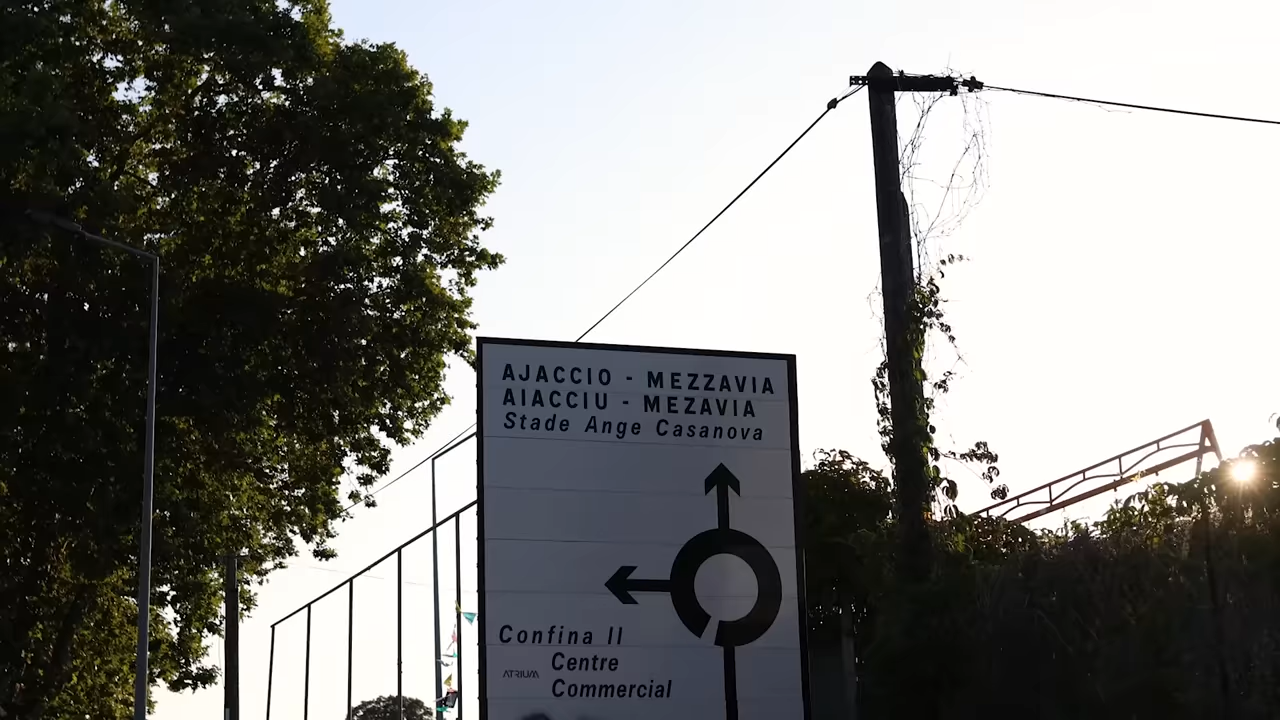 AJACCIO - MEZZAVIA
AIACCIU - MEZAVIA
Stade Ange Casanova
Confina II
Centre
ATRIUM
Commercial